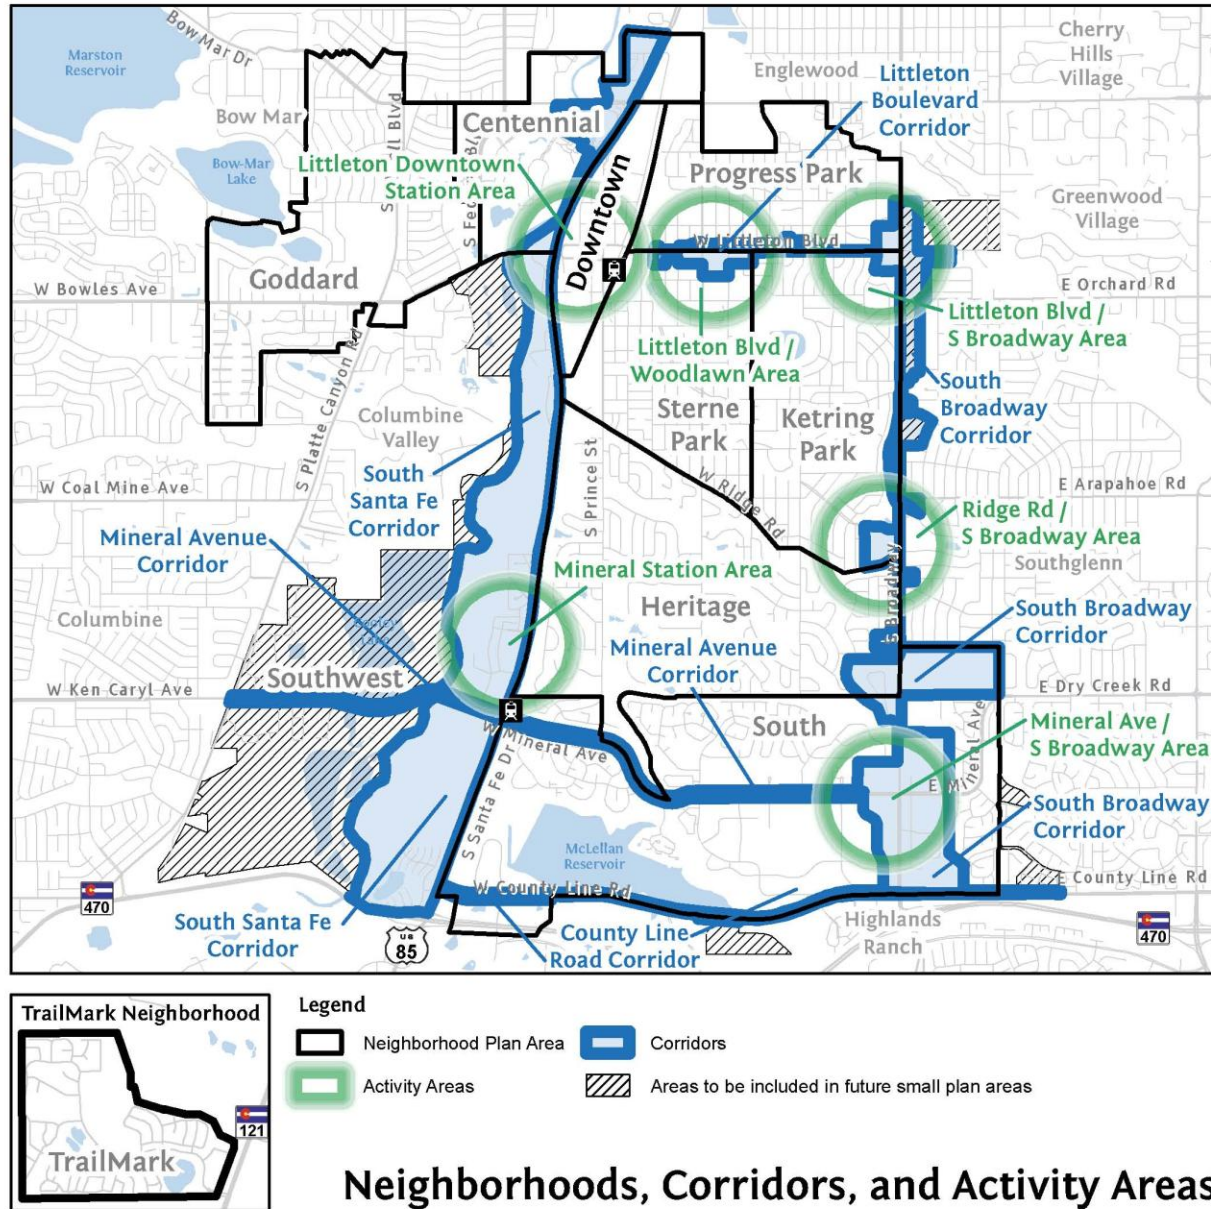 Bow Mar Dr
Marston
Reservoir
Cherry
Hills
Village
Englewood
Littleton
Boulevard
Corridor
Bow Mar
Centennial
Bow-Mar
Lake
Littleton Downtown
Station Area
Downtown
Progress Park
Greenwood
Village
W Littleton Blvd
Goddard
W Bowles Ave
E Orchard Rd
Littleton Blvd /
S Broadway Area
Littleton Blvd /
Woodlawn Area
S Platte Canyon Rd
Columbine
Valley
Sterne
Park
Ketring
Park
South
Broadway
Corridor
South
Santa Fe
Corridor
S Prince St
W Ridge Rd
W Coal Mine Ave
E Arapahoe Rd
Mineral Avenue
Corridor
Ridge Rd /
S Broadway Area
Southglenn
S Broadway
Mineral Station Area
Heritage
Columbine
South Broadway
Corridor
Mineral Avenue
Corridor
Southwest
W Ken Caryl Ave
E Dry Creek Rd
South
W Mineral Ave
E Mineral Ave
Mineral Ave /
S Broadway Area
S Santa Fe Dr
South Broadway
Corridor
McLellan
Reservoir
W County Line Rd
E County Line Rd
470
South Santa Fe
Corridor
US
85
County Line
Road Corridor
Highlands
Ranch
470
TrailMark Neighborhood
121
TrailMark
Legend
Neighborhood Plan Area
Corridors
Activity Areas
Areas to be included in future small plan areas
Neighborhoods, Corridors, and Activity Areas